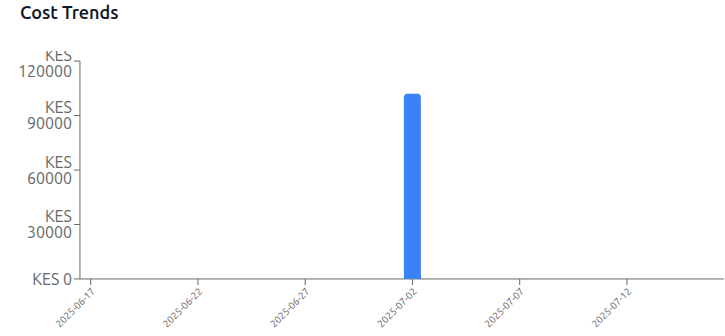 Cost Trends
KES
120000
KES
90000
KES
60000
KES
30000
KES 0
2025-06-17
2025-06-22
2025-06-27
2025-07-02
2025-07-07
2025-07-12